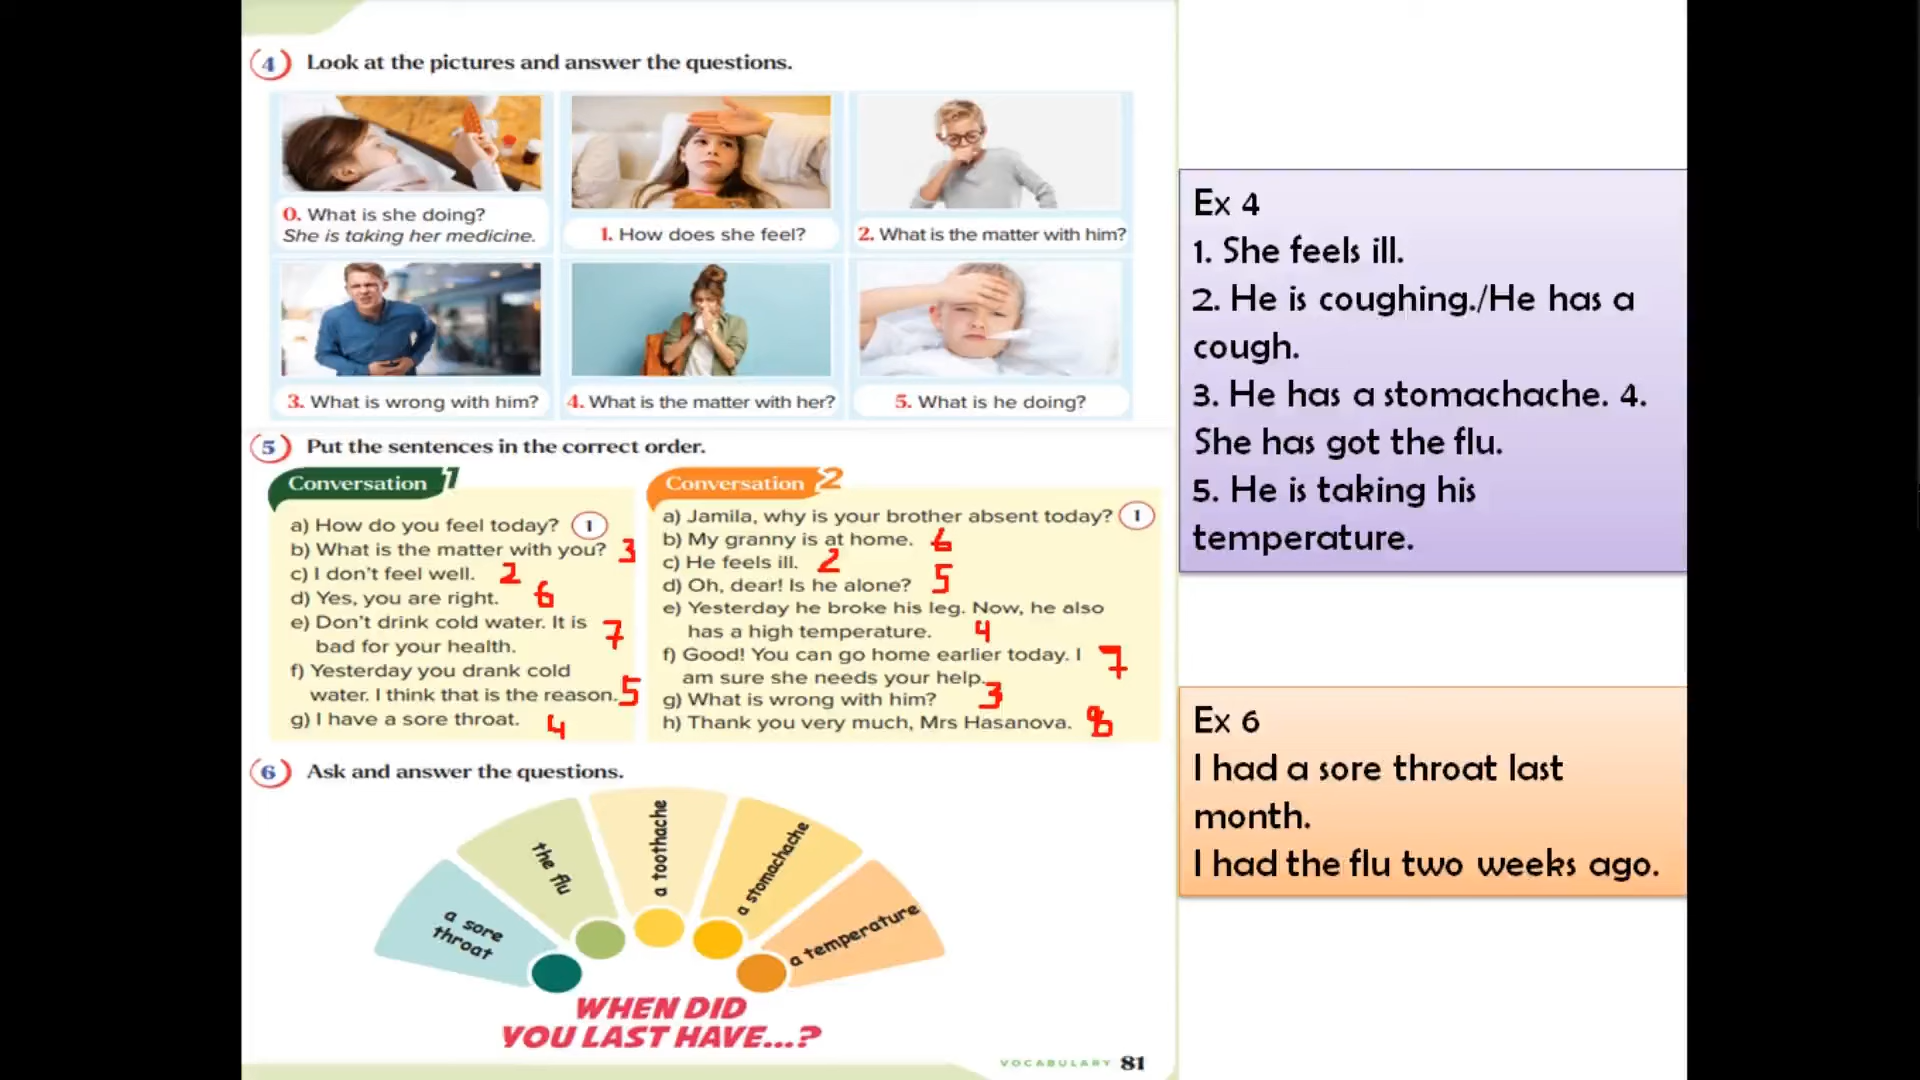 4 Look at the pictures and answer the questions.
0. What is she doing?
She is taking her medicine.
1. How does she feel?
2. What is the matter with him?
3. What is wrong with him?
4. What is the matter with her?
5. What is he doing?
5 Put the sentences in the correct order.
Conversation 1
a) How do you feel today? 1
b) What is the matter with you? 3
c) I don't feel well. 2
d) Yes, you are right. 6
e) Don't drink cold water. It is 7
bad for your health.
f) Yesterday you drank cold
water. I think that is the reason. 5
g) I have a sore throat. 4
Conversation 2
a) Jamila, why is your brother absent today? 1
b) My granny is at home. 6
c) He feels ill. 2
d) Oh, dear! Is he alone? 5
e) Yesterday he broke his leg. Now, he also
has a high temperature. 4
f) Good! You can go home earlier today. I 7
am sure she needs your help.
g) What is wrong with him? 3
h) Thank you very much, Mrs Hasanova. 8
6 Ask and answer the questions.
a sore
throat
the flu
a toothache
a stomachache
a temperature
WHEN DID
YOU LAST HAVE...?
VOCABULARY 81
Ex 4
1. She feels ill.
2. He is coughing./He has a
cough.
3. He has a stomachache. 4.
She has got the flu.
5. He is taking his
temperature.
Ex 6
I had a sore throat last
month.
I had the flu two weeks ago.